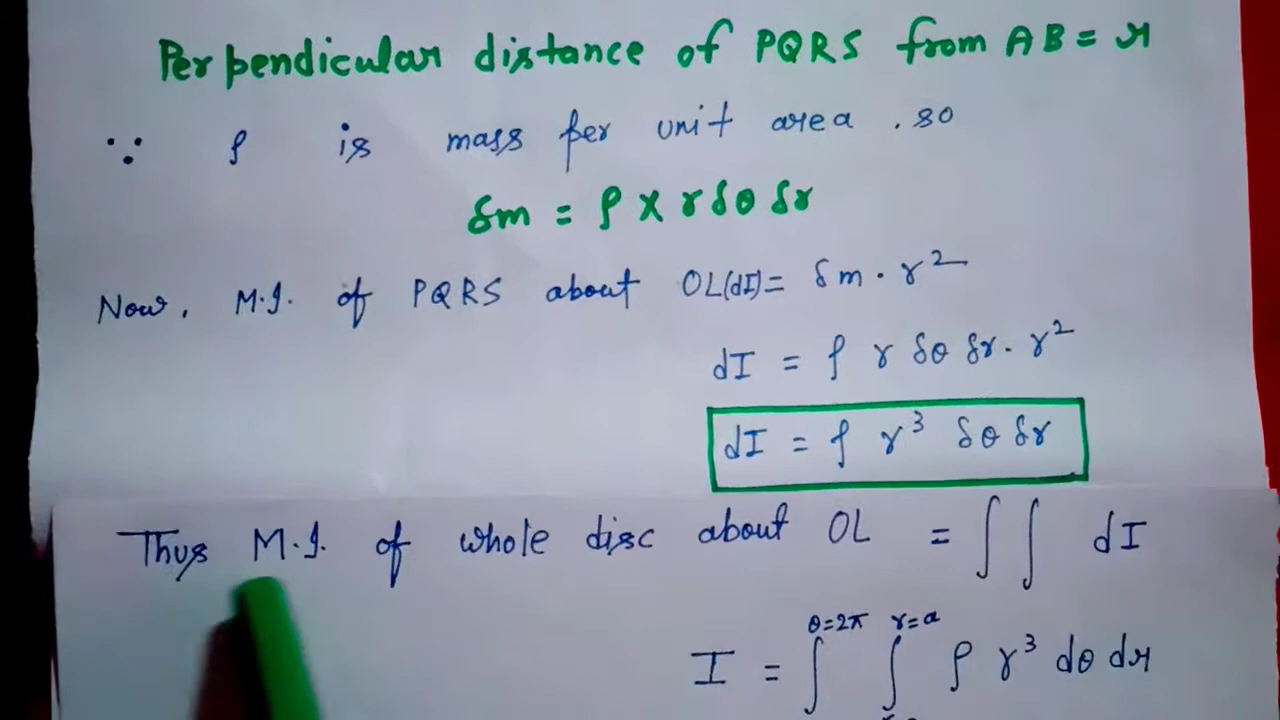 Perpendicular distance of PQRS from AB = r
∵ ρ is mass per unit area . so
δm = ρ × r δθ δr
Now, M.I. of PQRS about OL(dI) = δm · r²
dI = ρ r δθ δr · r²
dI = ρ r³ δθ δr
Thus M.I. of whole disc about OL = ∫∫ dI
θ=2π r=a
I = ∫ ∫ ρ r³ dθ dr